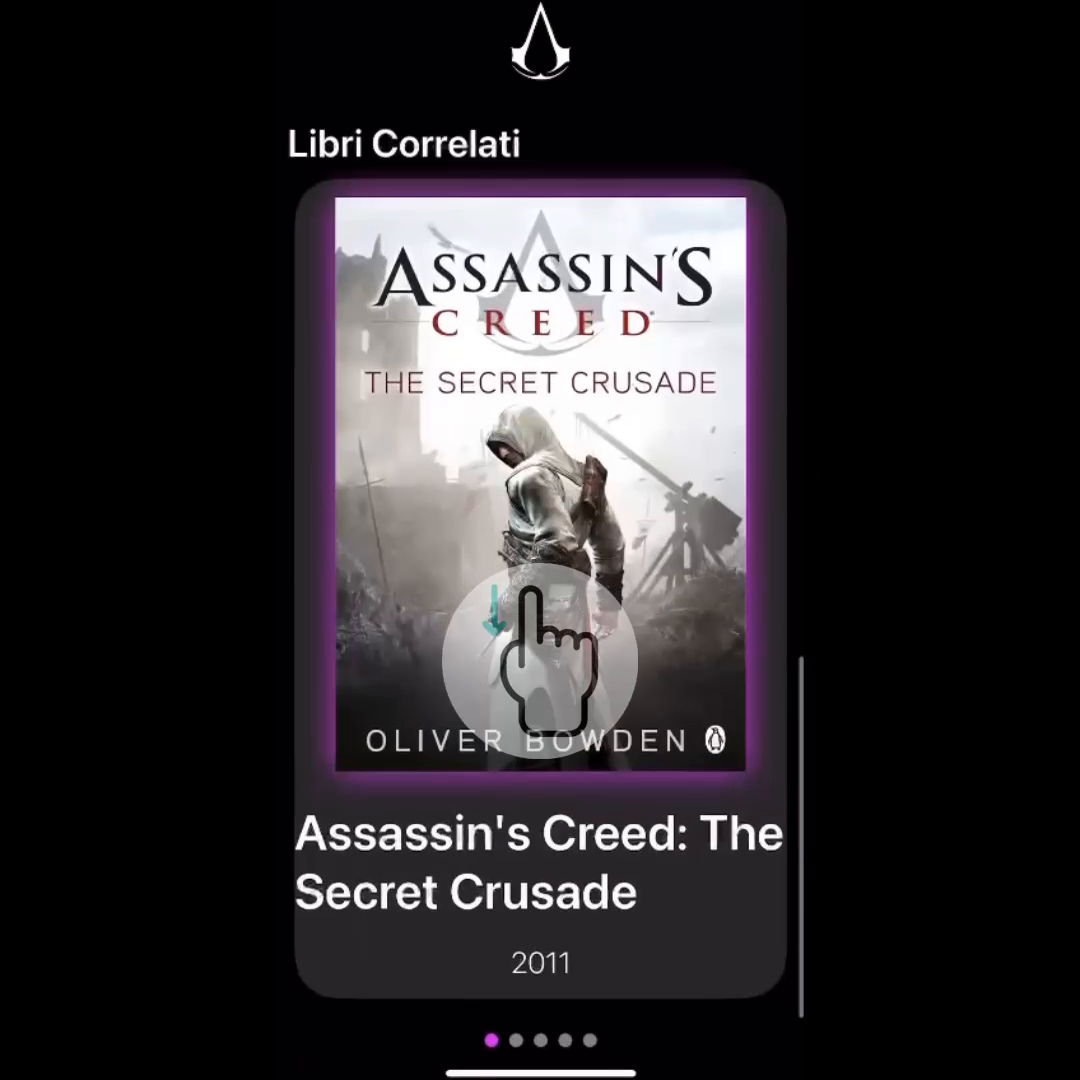 Libri Correlati
ASSASSIN'S
CREED
THE SECRET CRUSADE
OLIVER BOWDEN
Assassin's Creed: The
Secret Crusade
2011